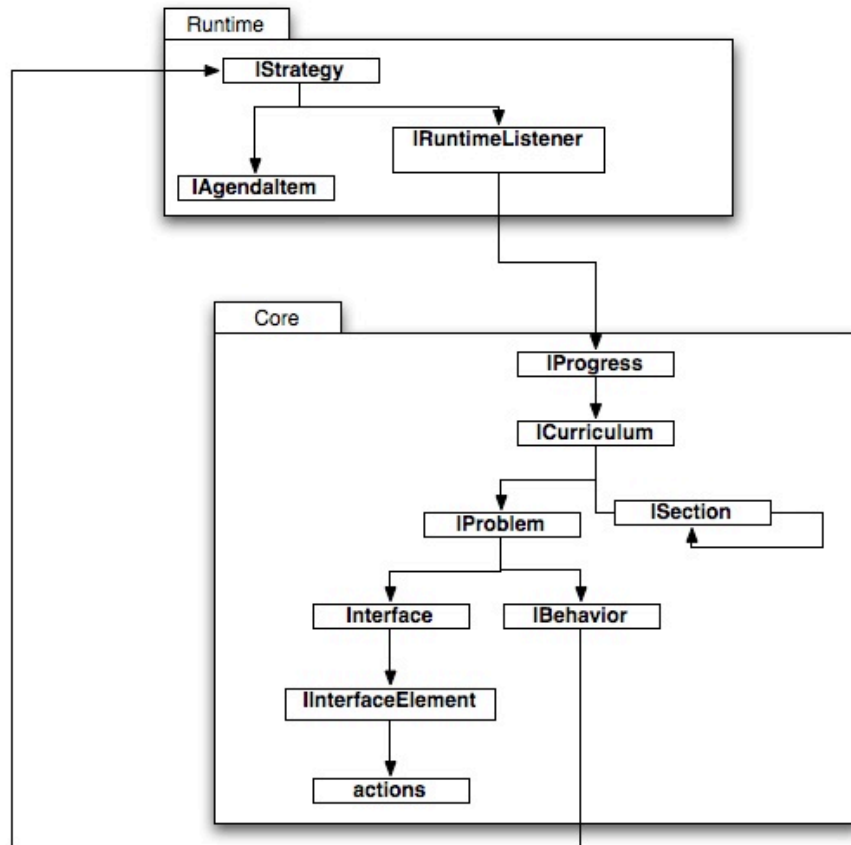 Runtime
IStrategy
IRuntimeListener
IAgendaItem
Core
IProgress
ICurriculum
ISection
IProblem
Interface
IBehavior
IInterfaceElement
actions